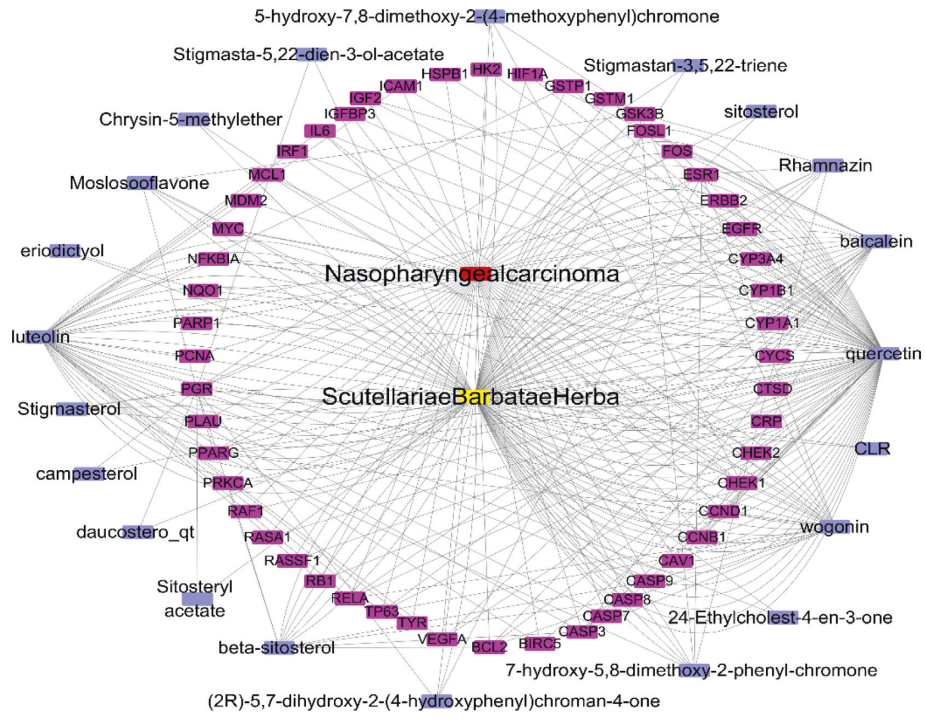 5-hydroxy-7,8-dimethoxy-2-(4-methoxyphenyl)chromone
Stigmasta-5,22-dien-3-ol-acetate
Stigmastan-3,5,22-triene
Chrysin-5-methylether
sitosterol
Moslosooflavone
Rhamnazin
eriodictyol
baicalein
luteolin
quercetin
Stigmasterol
CLR
campesterol
wogonin
daucostero_qt
Sitosteryl
acetate
24-Ethylcholest-4-en-3-one
beta-sitosterol
7-hydroxy-5,8-dimethoxy-2-phenyl-chromone
(2R)-5,7-dihydroxy-2-(4-hydroxyphenyl)chroman-4-one
Nasopharyngealcarcinoma
ScutellariaeBarbataeHerba
HK2
HIF1A
GSTP1
GSTM1
GSK3B
FOSL1
FOS
ESR1
ERBB2
EGFR
CYP3A4
CYP1B1
CYP1A1
CYCS
CTSD
CRP
CHEK2
CHEK1
CCND1
CCNB1
CAV1
CASP9
CASP8
CASP7
CASP3
BIRC5
BCL2
VEGFA
TYR
TP63
RELA
RB1
RASSF1
RASA1
RAF1
PRKCA
PPARG
PLAU
PGR
PCNA
PARP1
NQO1
NFKBIA
MYC
MDM2
MCL1
IRF1
IL6
IGFBP3
IGF2
ICAM1
HSPB1